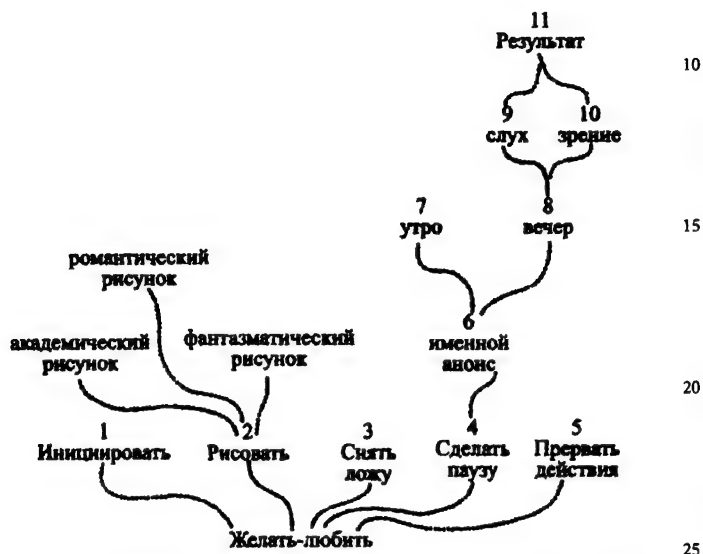 11
Результат
10
9 10
слух зрение
7 8
утро вечер
15
романтический
рисунок
6
именной
анонс
академический
рисунок
фантазматический
рисунок
20
1 2 3 4 5
Инициировать Рисовать Снять Сделать Прервать
ложу паузу действия
Желать-любить
25